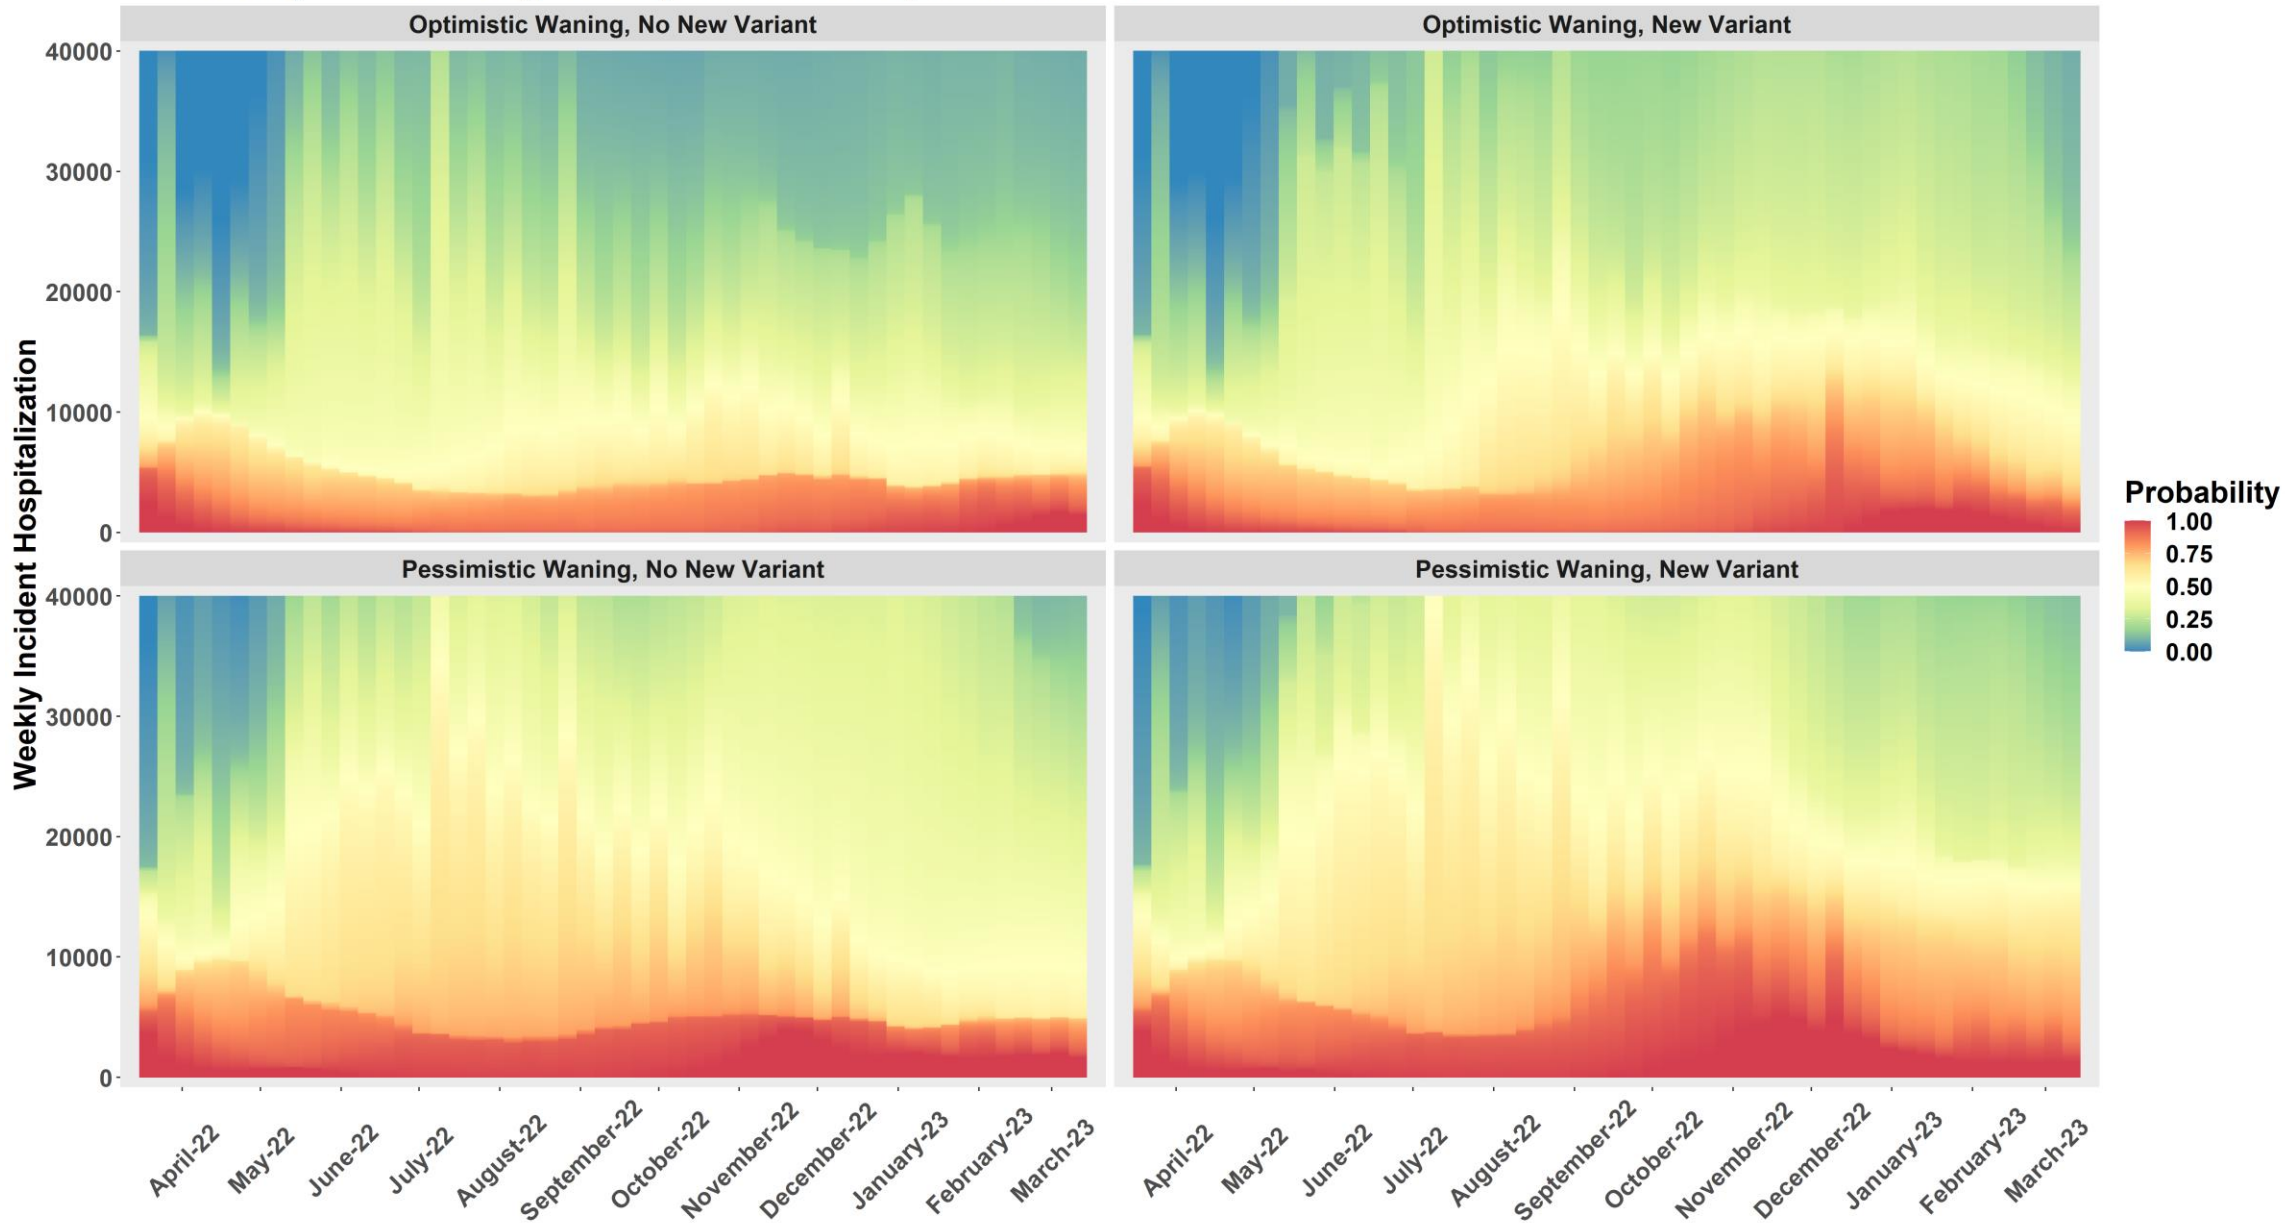 Optimistic Waning, No New Variant
Optimistic Waning, New Variant
40000
30000
20000
10000
0
Pessimistic Waning, No New Variant
Pessimistic Waning, New Variant
40000
30000
20000
10000
0
Weekly Incident Hospitalization
April-22
May-22
June-22
July-22
August-22
September-22
October-22
November-22
December-22
January-23
February-23
March-23
April-22
May-22
June-22
July-22
August-22
September-22
October-22
November-22
December-22
January-23
February-23
March-23
Probability
1.00
0.75
0.50
0.25
0.00